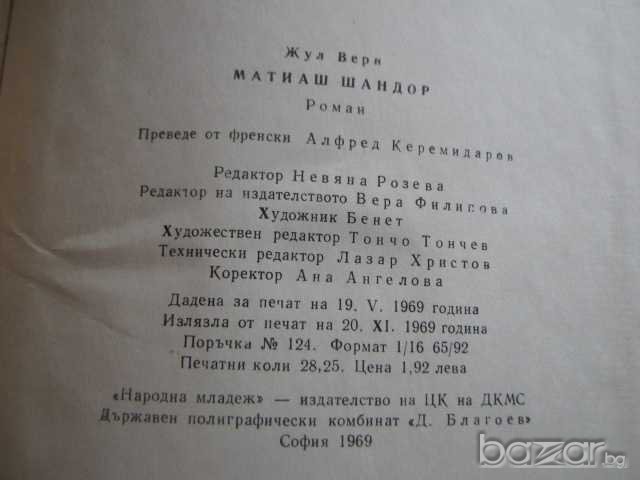 Жул Верн
МАТИАШ ШАНДОР
Роман
Преведе от френски Алфред Керемидаров
Редактор Невяна Розева
Редактор на издателството Вера Филипова
Художник Бенет
Художествен редактор Тончо Тончев
Технически редактор Лазар Христов
Коректор Ана Ангелова
Дадена за печат на 19. V. 1969 година
Излязла от печат на 20. XI. 1969 година
Поръчка № 124. Формат 1/16 65/92
Печатни коли 28,25. Цена 1,92 лева
«Народна младеж» — издателство на ЦК на ДКМС
Държавен полиграфически комбинат «Д. Благоев»
София 1969
bazar.bg